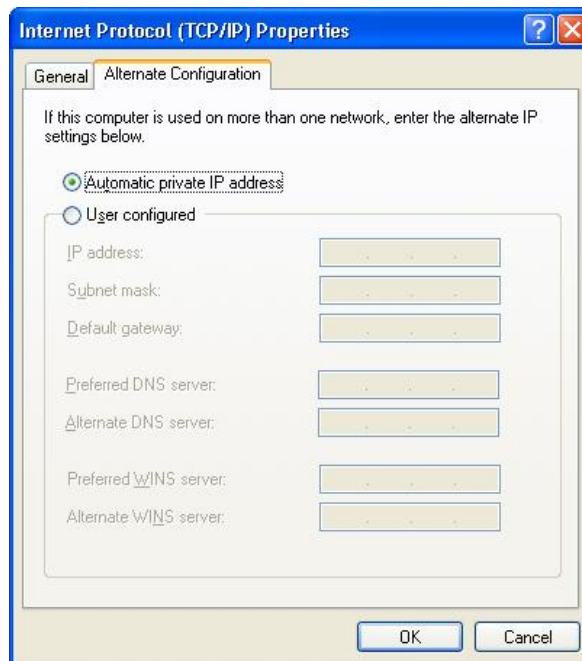 Internet Protocol (TCP/IP) Properties
General
Alternate Configuration
If this computer is used on more than one network, enter the alternate IP
settings below.
Automatic private IP address
User configured
IP address:
Subnet mask:
Default gateway:
Preferred DNS server:
Alternate DNS server:
Preferred WINS server:
Alternate WINS server:
OK
Cancel